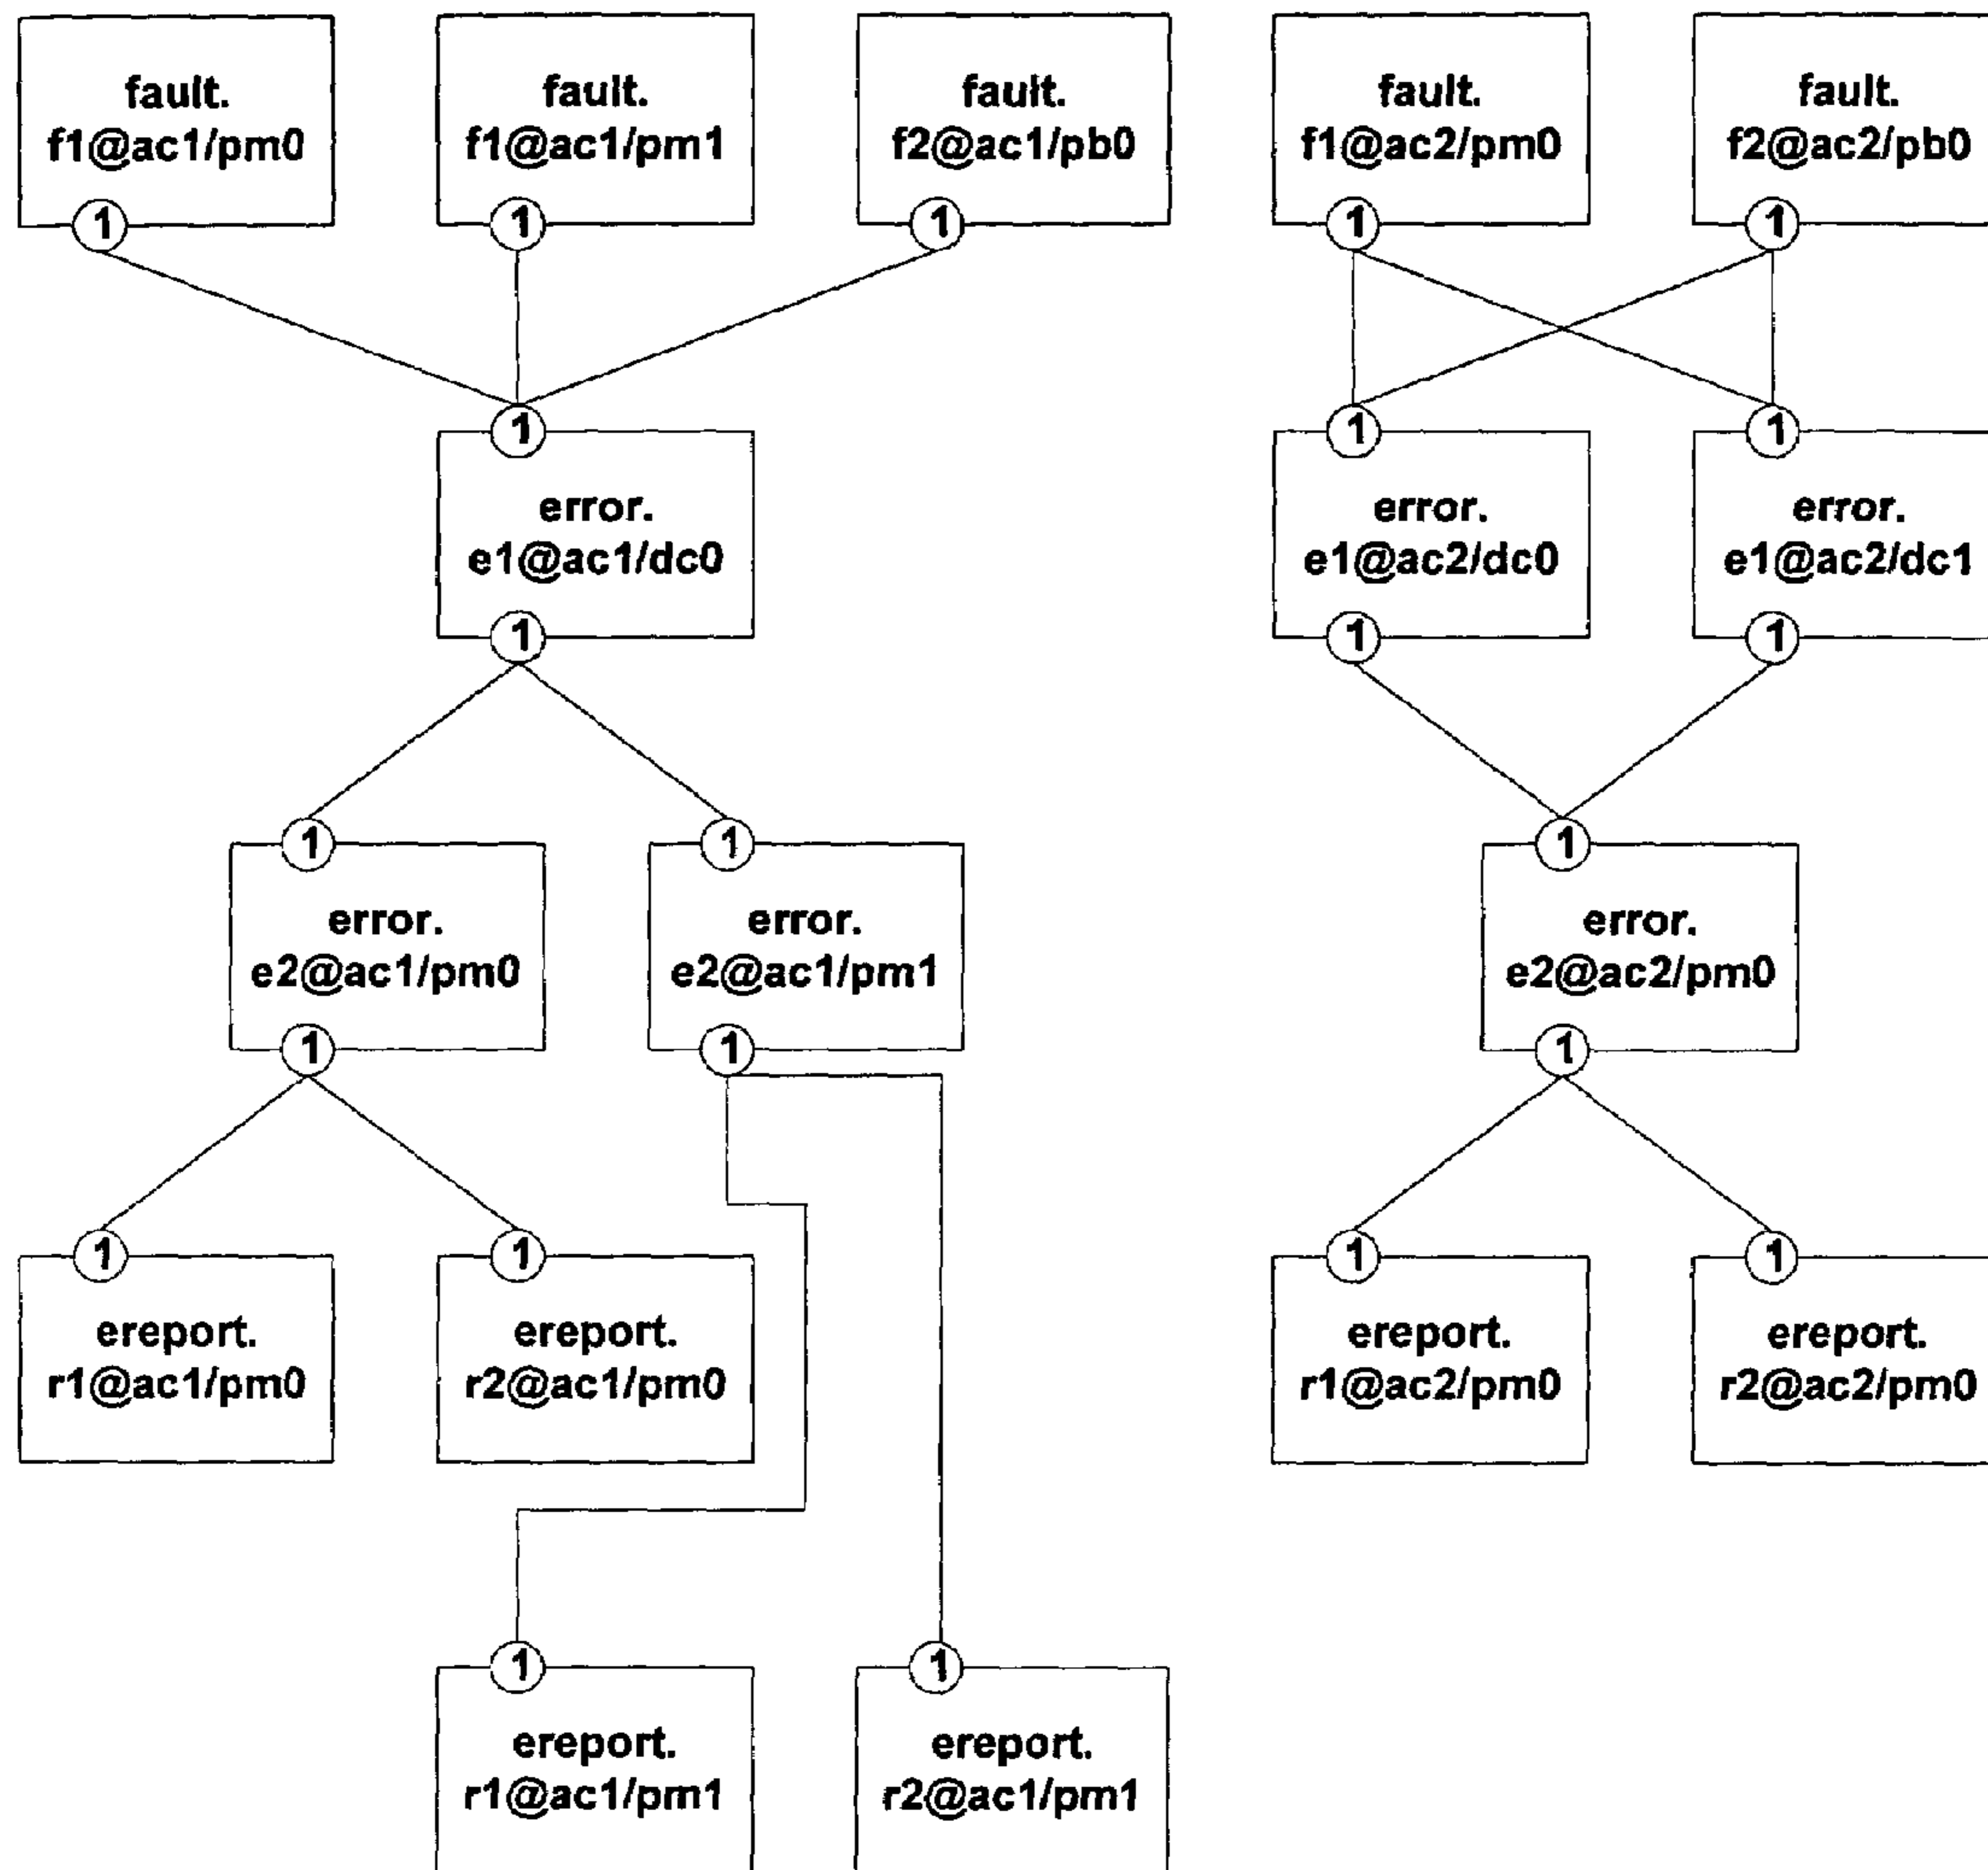 fault.
f1@ac1/pm0
1
fault.
f1@ac1/pm1
1
fault.
f2@ac1/pb0
1
fault.
f1@ac2/pm0
1
fault.
f2@ac2/pb0
1
1
error.
e1@ac1/dc0
1
1
error.
e1@ac2/dc0
1
1
error.
e1@ac2/dc1
1
1
error.
e2@ac1/pm0
1
1
error.
e2@ac1/pm1
1
1
error.
e2@ac2/pm0
1
1
ereport.
r1@ac1/pm0
1
ereport.
r2@ac1/pm0
1
ereport.
r1@ac2/pm0
1
ereport.
r2@ac2/pm0
1
ereport.
r1@ac1/pm1
1
ereport.
r2@ac1/pm1